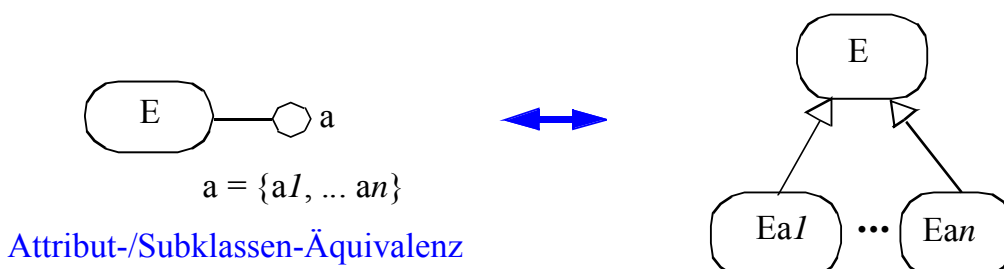 E
E
a
a = {a1, ... an}
Ea1 ••• Ean
Attribut-/Subklassen-Äquivalenz